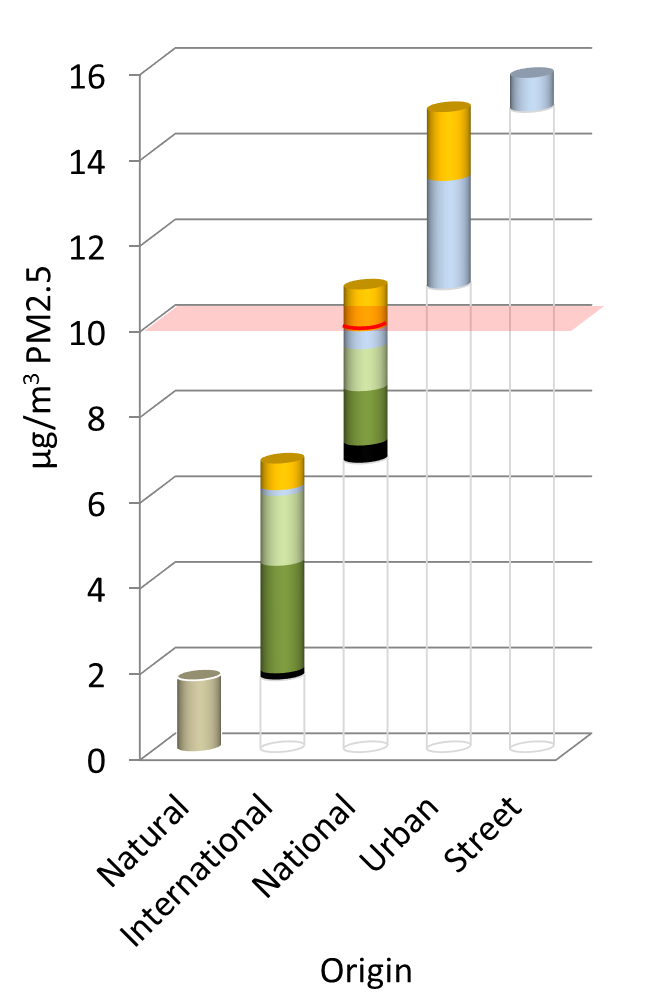 16
14
12
10
8
6
4
2
0
µg/m³ PM2.5
Natural
International
National
Urban
Street
Origin